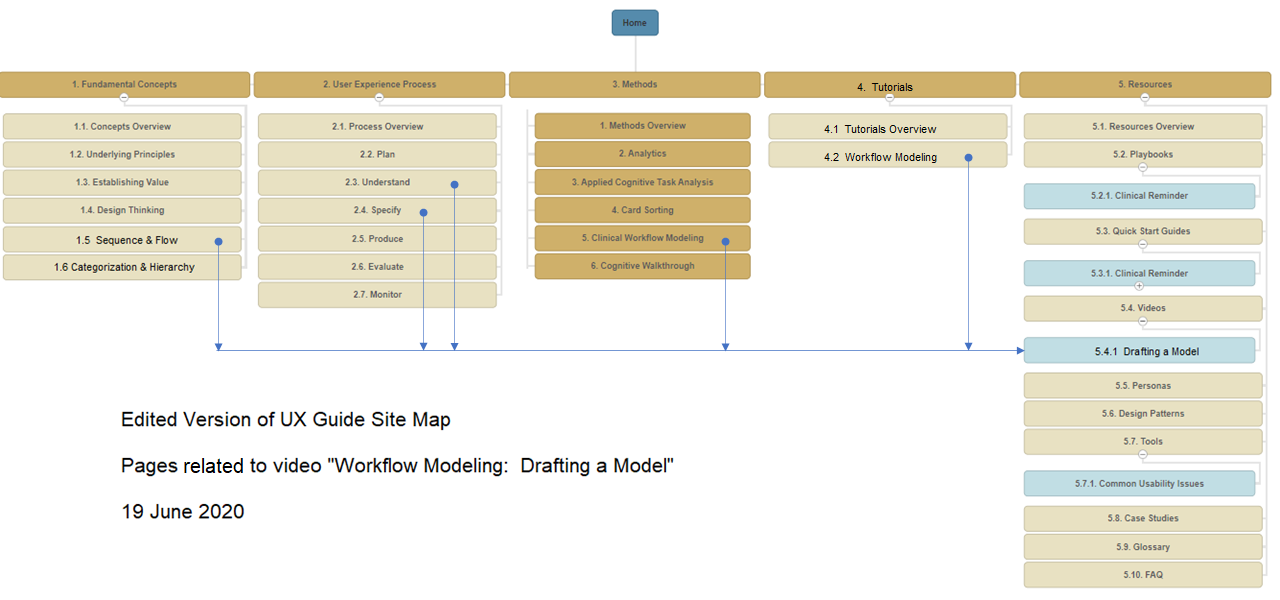 Home
1. Fundamental Concepts
1.1. Concepts Overview
1.2. Underlying Principles
1.3. Establishing Value
1.4. Design Thinking
1.5  Sequence & Flow
1.6 Categorization & Hierarchy
2. User Experience Process
2.1. Process Overview
2.2. Plan
2.3. Understand
2.4. Specify
2.5. Produce
2.6. Evaluate
2.7. Monitor
3. Methods
1. Methods Overview
2. Analytics
3. Applied Cognitive Task Analysis
4. Card Sorting
5. Clinical Workflow Modeling
6. Cognitive Walkthrough
4.  Tutorials
4.1  Tutorials Overview
4.2  Workflow Modeling
5. Resources
5.1. Resources Overview
5.2. Playbooks
5.2.1. Clinical Reminder
5.3. Quick Start Guides
5.3.1. Clinical Reminder
5.4. Videos
5.4.1  Drafting a Model
5.5. Personas
5.6. Design Patterns
5.7. Tools
5.7.1. Common Usability Issues
5.8. Case Studies
5.9. Glossary
5.10. FAQ
Edited Version of UX Guide Site Map
Pages related to video "Workflow Modeling:  Drafting a Model"
19 June 2020